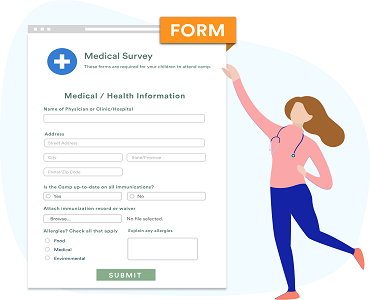 FORM
Medical Survey
These forms are required for your children to attend camp.
Medical / Health Information
Name of Physician or Clinic/Hospital
Address
Street Address
City State/Province
Postal/Zip Code
Is the Camp up-to-date on all immunizations?
Yes No
Attach immunization record or waiver
Browse... No file selected.
Allergies? Check all that apply Explain any allergies
Food
Medical
Enviromental
SUBMIT